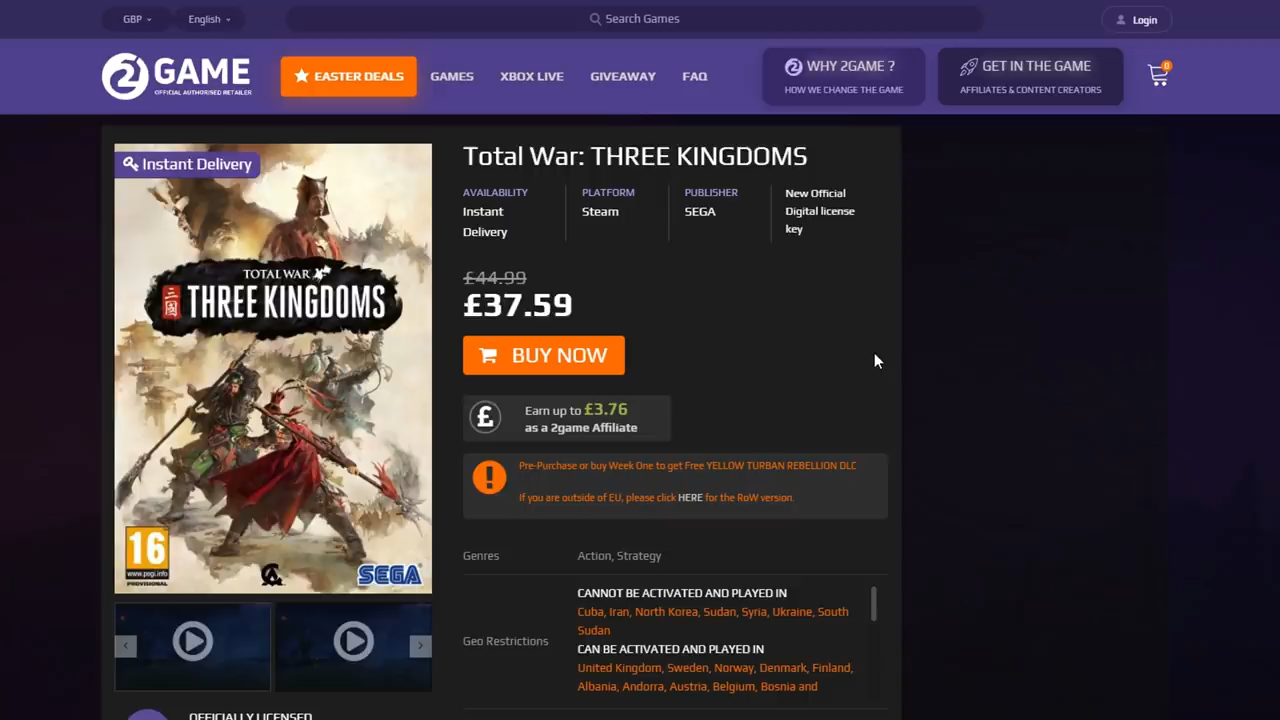 GBP
English
Search Games
Login
2GAME
OFFICIAL AUTHORISED RETAILER
EASTER DEALS
GAMES
XBOX LIVE
GIVEAWAY
FAQ
WHY 2GAME ?
HOW WE CHANGE THE GAME
GET IN THE GAME
AFFILIATES & CONTENT CREATORS
0
Instant Delivery
TOTAL WAR
三國
THREE KINGDOMS
16
www.pegi.info
PROVISIONAL
SEGA
Total War: THREE KINGDOMS
AVAILABILITY
Instant
Delivery
PLATFORM
Steam
PUBLISHER
SEGA
New Official
Digital license
key
£44.99
£37.59
BUY NOW
£
Earn up to £3.76
as a 2game Affiliate
Pre-Purchase or buy Week One to get Free YELLOW TURBAN REBELLION DLC
If you are outside of EU, please click HERE for the RoW version.
Genres
Action, Strategy
Geo Restrictions
CANNOT BE ACTIVATED AND PLAYED IN
Cuba, Iran, North Korea, Sudan, Syria, Ukraine, South
Sudan
CAN BE ACTIVATED AND PLAYED IN
United Kingdom, Sweden, Norway, Denmark, Finland,
Albania, Andorra, Austria, Belgium, Bosnia and
OFFICIALLY LICENSED